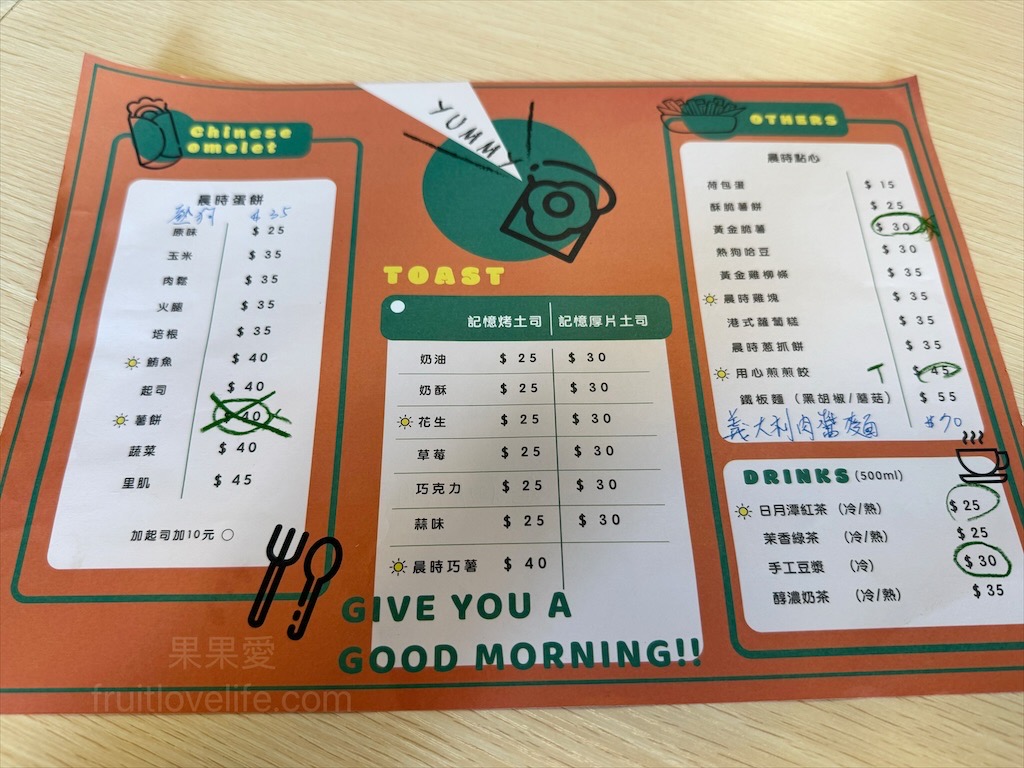 YUMMY
Chinese
omelet
晨時蛋餅
熱狗 $35
原味 $25
玉米 $35
肉鬆 $35
火腿 $35
培根 $35
鮪魚 $40
起司 $40
薯餅 $40
蔬菜 $40
里肌 $45
加起司加10元
TOAST
記憶烤土司 記憶厚片土司
奶油 $25 $30
奶酥 $25 $30
花生 $25 $30
草莓 $25 $30
巧克力 $25 $30
蒜味 $25 $30
晨時巧薯 $40
GIVE YOU A
GOOD MORNING!!
OTHERS
晨時點心
荷包蛋 $15
酥脆薯餅 $25
黃金脆薯 $30
熱狗哈豆 $30
黃金雞柳條 $35
晨時雞塊 $35
港式蘿蔔糕 $35
晨時蔥抓餅 $35
用心煎煎餃 T $45
鐵板麵（黑胡椒/蘑菇） $55
義大利肉醬麵 $70
DRINKS (500ml)
日月潭紅茶（冷/熱） $25
茉香綠茶 （冷/熱） $25
手工豆漿 （冷） $30
醇濃奶茶 （冷/熱） $35
果果愛
fruitlovelife.com